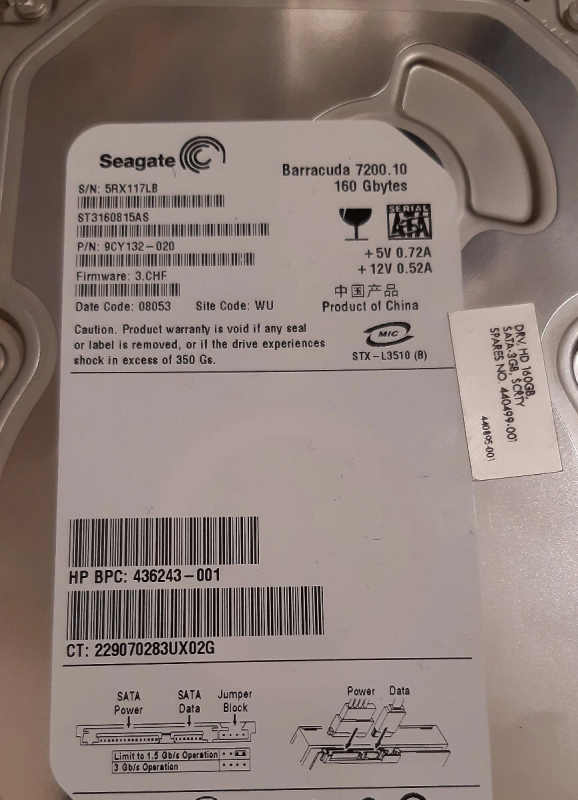 Seagate
Barracuda 7200.10
160 Gbytes
S/N: 5RX117LB
ST3160815AS
P/N: 9CY132-020
Firmware: 3.CHF
Date Code: 08053 Site Code: WU
SERIAL
ATA
+5V 0.72A
+12V 0.52A
中国产品
Product of China
Caution. Product warranty is void if any seal
or label is removed, or if the drive experiences
shock in excess of 350 Gs.
MIC
STX-L3510 (B)
DRV, HD 160GB,
SATA-3GB, SCRTY
SPARES NO. 440499-001
440805-001
HP BPC: 436243-001
CT: 229070283UX02G
SATA Power
SATA Data
Jumper Block
Limit to 1.5 Gb/s Operation
3 Gb/s Operation
Power Data